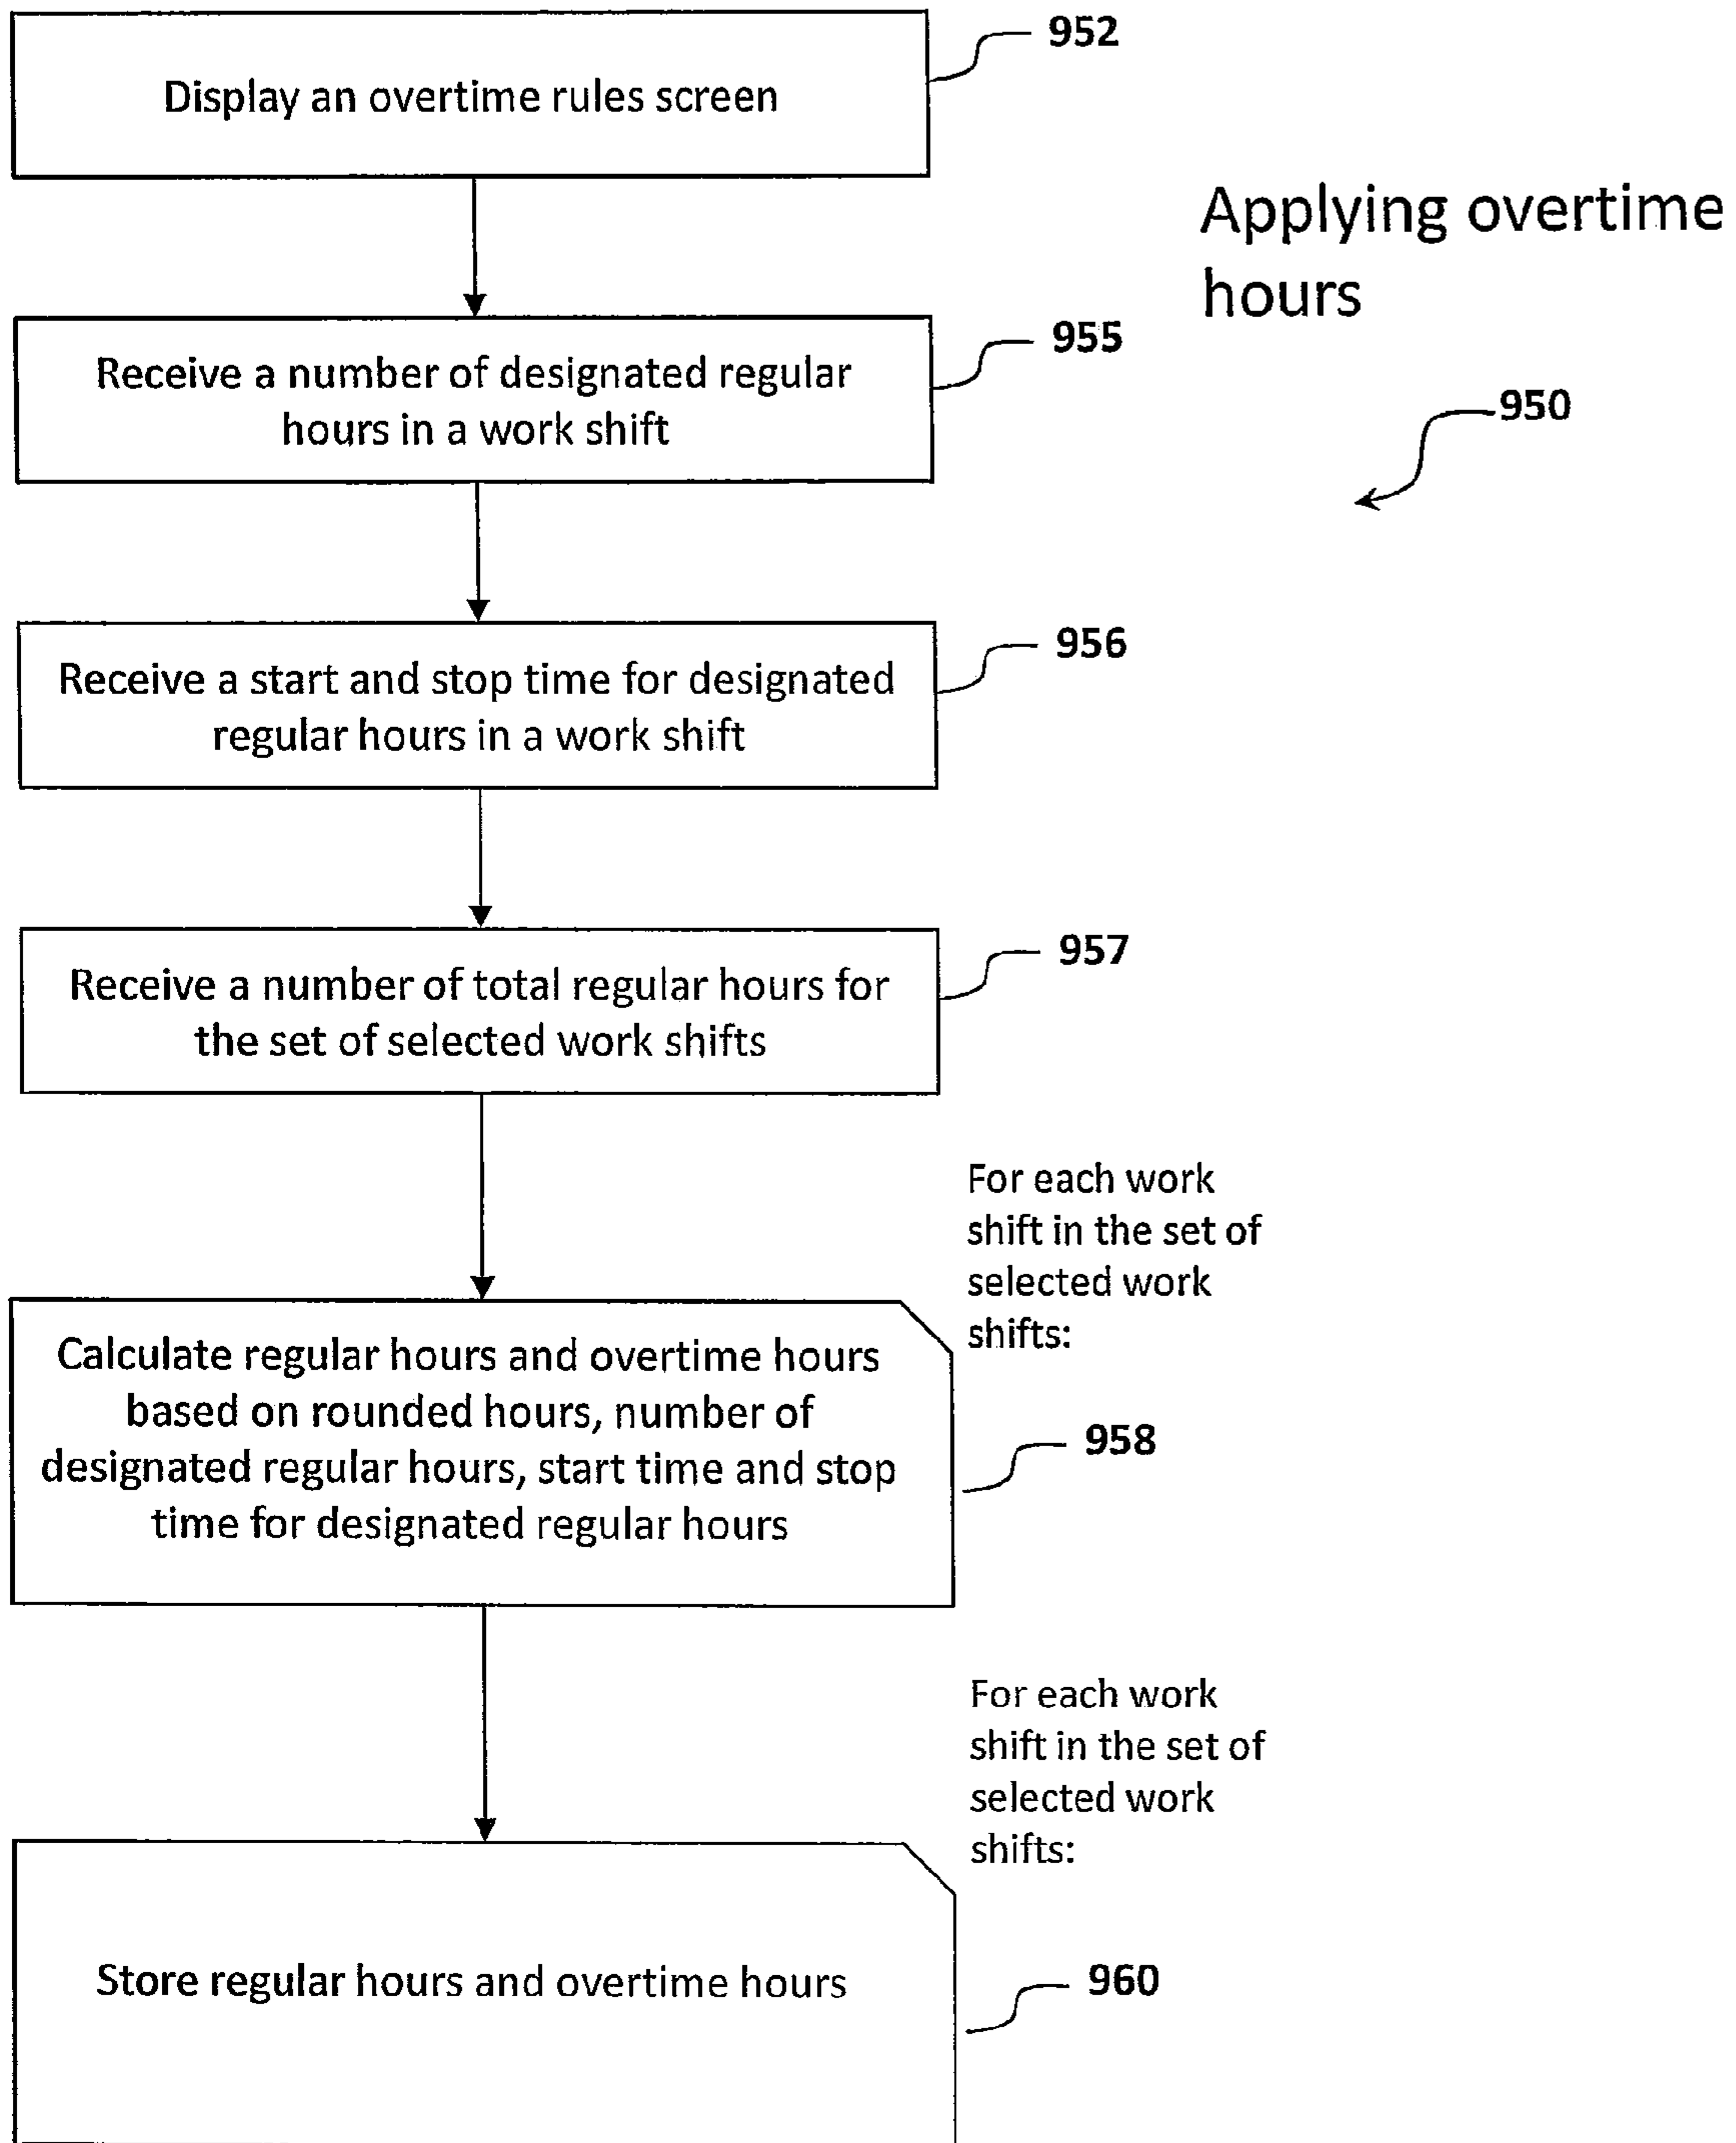 952
Display an overtime rules screen
Applying overtime
hours
955
Receive a number of designated regular
hours in a work shift
950
956
Receive a start and stop time for designated
regular hours in a work shift
957
Receive a number of total regular hours for
the set of selected work shifts
For each work
shift in the set of
selected work
shifts:
Calculate regular hours and overtime hours
based on rounded hours, number of
designated regular hours, start time and stop
time for designated regular hours
958
For each work
shift in the set of
selected work
shifts:
Store regular hours and overtime hours
960